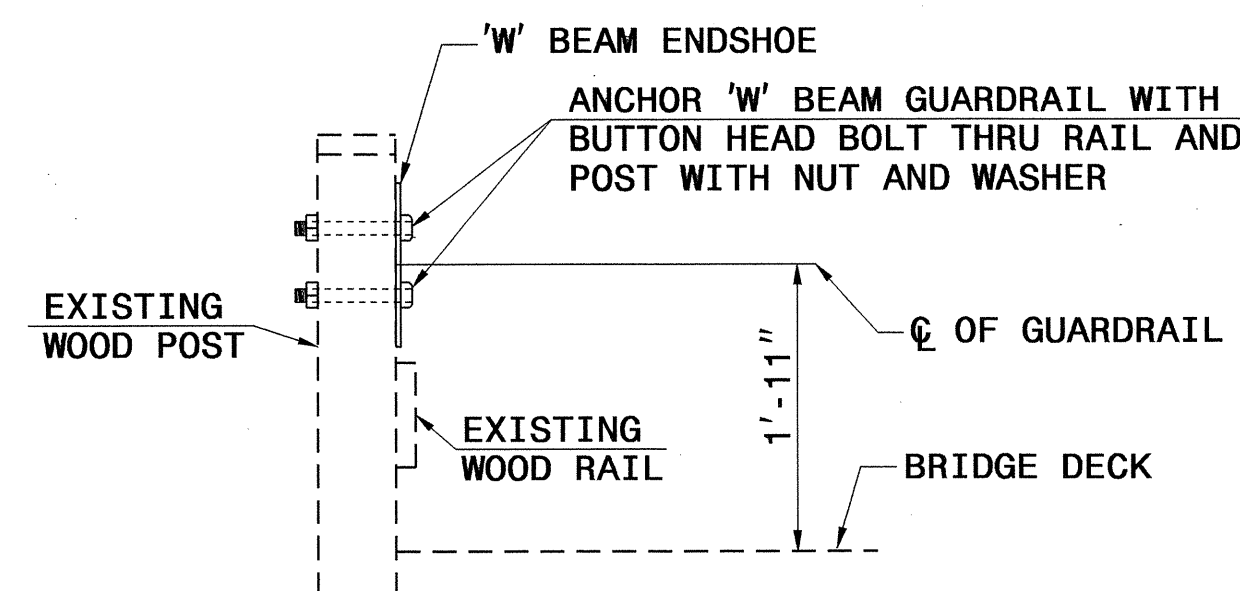 'W' BEAM ENDSHOE
ANCHOR 'W' BEAM GUARDRAIL WITH
BUTTON HEAD BOLT THRU RAIL AND
POST WITH NUT AND WASHER
EXISTING
WOOD POST
℄ OF GUARDRAIL
1'-11"
EXISTING
WOOD RAIL
BRIDGE DECK